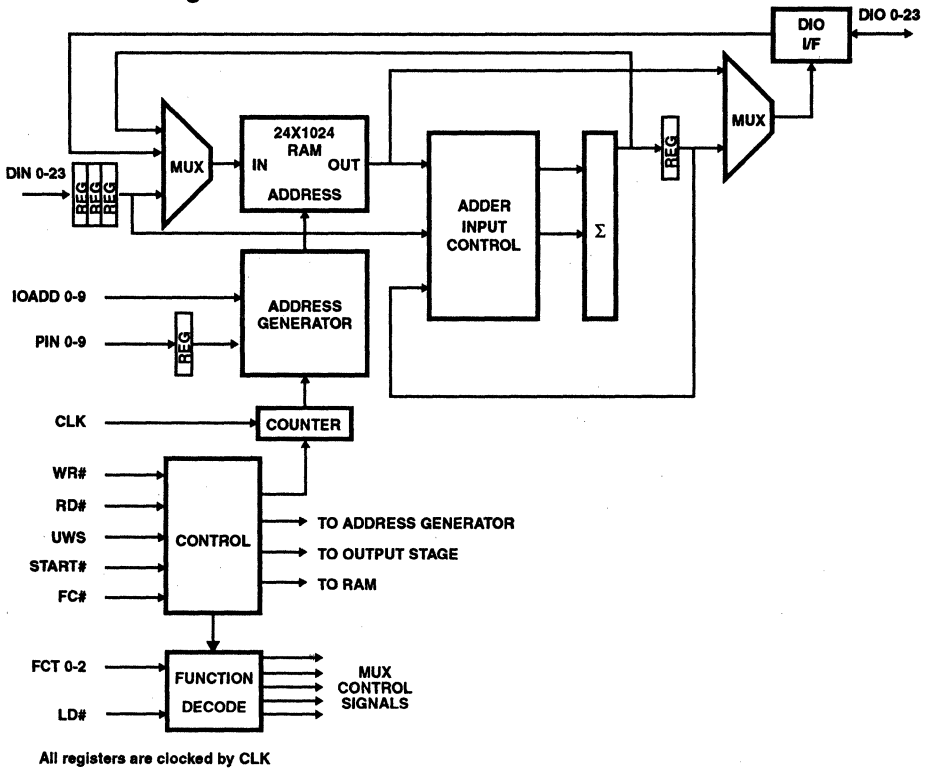 g
DIO 0-23
DIO
I/F
MUX
24X1024
RAM
IN OUT
ADDRESS
MUX
DIN 0-23
REG
REG
REG
REG
ADDER
INPUT
CONTROL
Σ
IOADD 0-9
ADDRESS
GENERATOR
PIN 0-9
REG
CLK
COUNTER
WR#
RD#
UWS
START#
FC#
CONTROL
TO ADDRESS GENERATOR
TO OUTPUT STAGE
TO RAM
FCT 0-2
LD#
FUNCTION
DECODE
MUX
CONTROL
SIGNALS
All registers are clocked by CLK